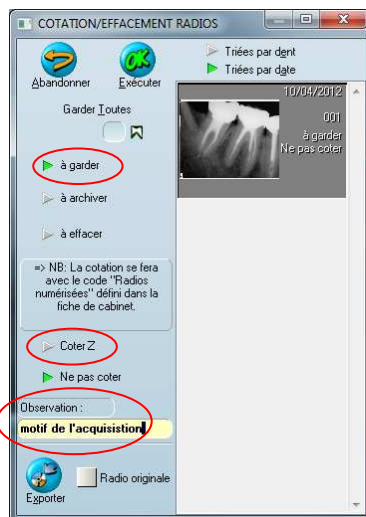 COTATION/EFFACEMENT RADIOS
Abandonner
Exécuter
Triées par dent
Triées par date
Garder Toutes
10/04/2012
001
à garder
Ne pas coter
à garder
à archiver
à effacer
=> NB: La cotation se fera
avec le code "Radios
numérisées" défini dans la
fiche de cabinet.
Coter Z
Ne pas coter
Observation :
motif de l'acquisistion
Exporter
Radio originale